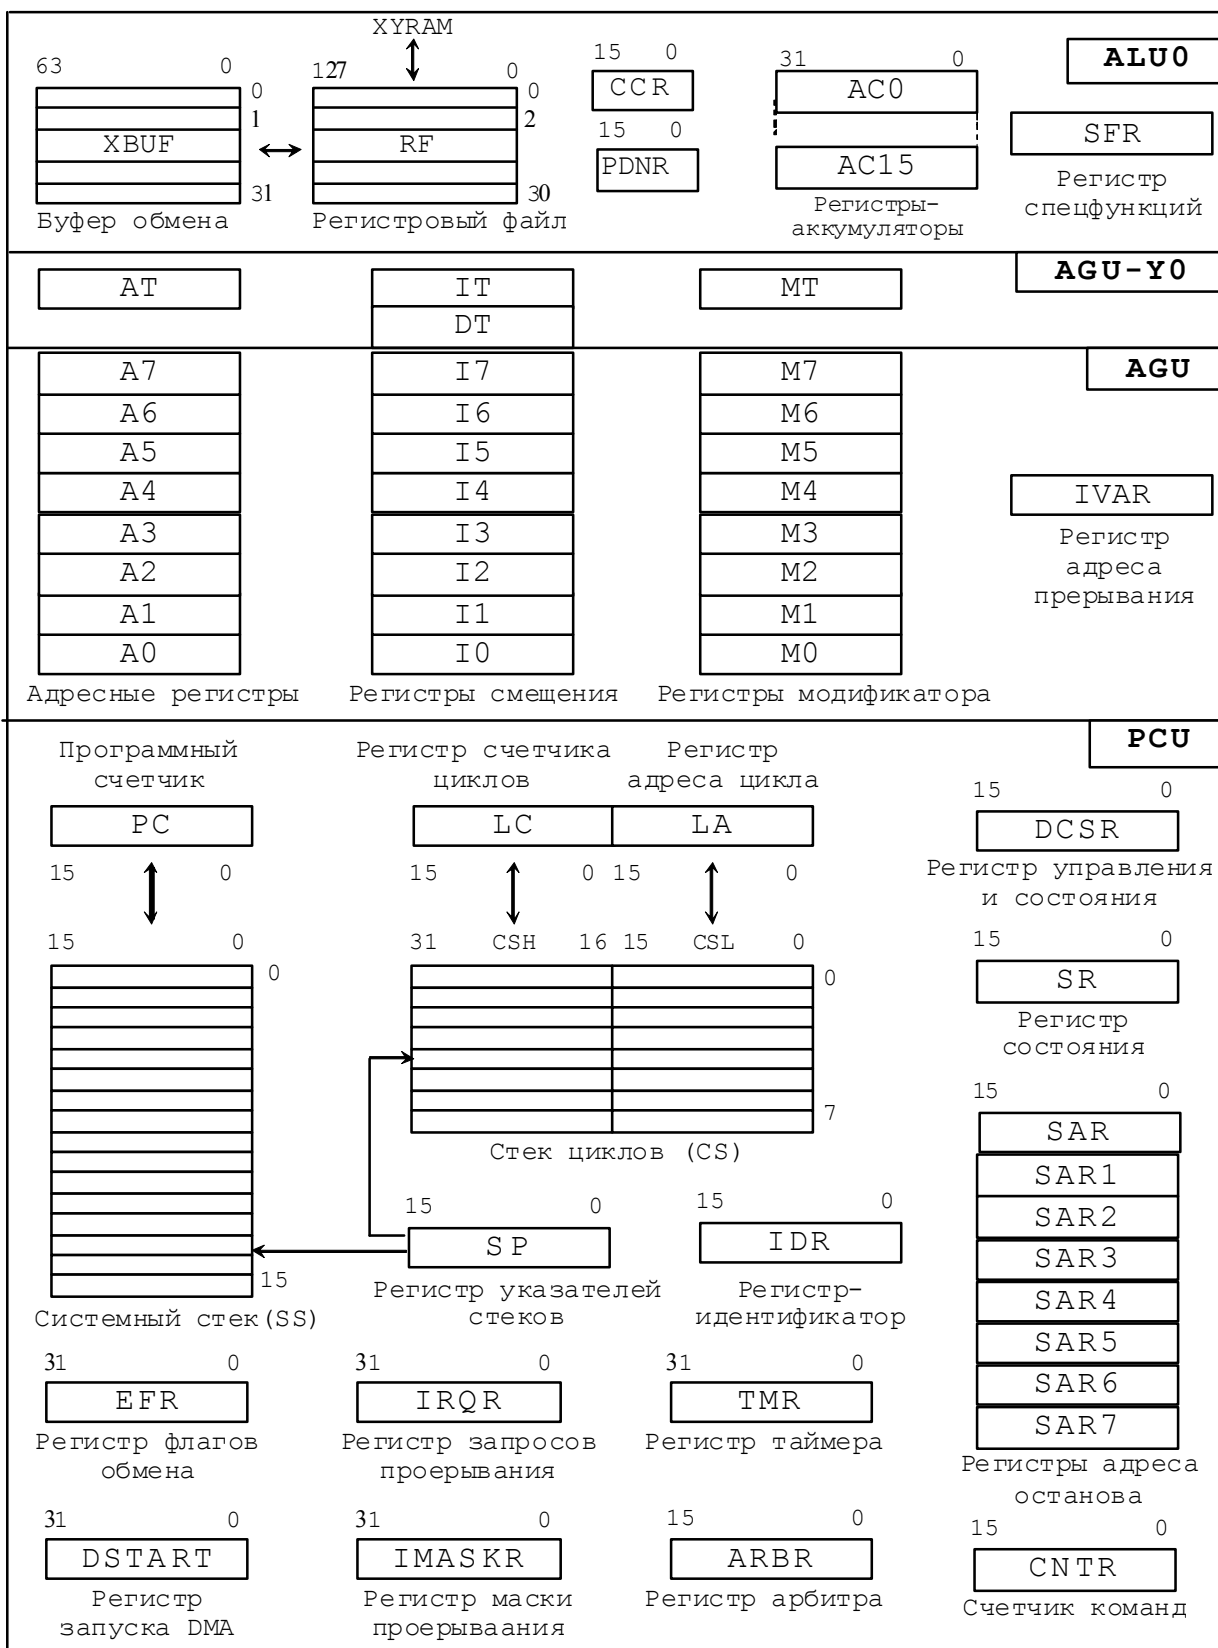 XYRAM
63 0 127 0 15 0 31 0 ALU0
0 0 CCR AC0
1 2 15 0 SFR
XBUF RF PDNR AC15
31 30
Буфер обмена Регистровый файл Регистры-аккумуляторы Регистр спецфункций
AT IT MT AGU-Y0
DT
A7 I7 M7 AGU
A6 I6 M6
A5 I5 M5
A4 I4 M4 IVAR
A3 I3 M3 Регистр
A2 I2 M2 адреса
A1 I1 M1 прерывания
A0 I0 M0
Адресные регистры Регистры смещения Регистры модификатора
PCU
Программный Регистр счетчика Регистр
счетчик циклов адреса цикла
15 0
PC LC LA DCSR
15 0 15 0 15 0 Регистр управления
и состояния
15 0 31 CSH 16 15 CSL 0 15 0
0 0 SR
Регистр
состояния
15 0
7 SAR
Стек циклов (CS)
SAR1
15 0 15 0 SAR2
SP IDR SAR3
15 Регистр указателей Регистр-
стеков идентификатор SAR4
Системный стек(SS) SAR5
31 0 31 0 31 0
EFR IRQR TMR SAR6
Регистр флагов Регистр запросов Регистр таймера SAR7
обмена проерывания Регистры адреса
останова
31 0 31 0 15 0 15 0
DSTART IMASKR ARBR CNTR
Регистр Регистр маски Регистр арбитра Счетчик команд
запуска DMA проерываания